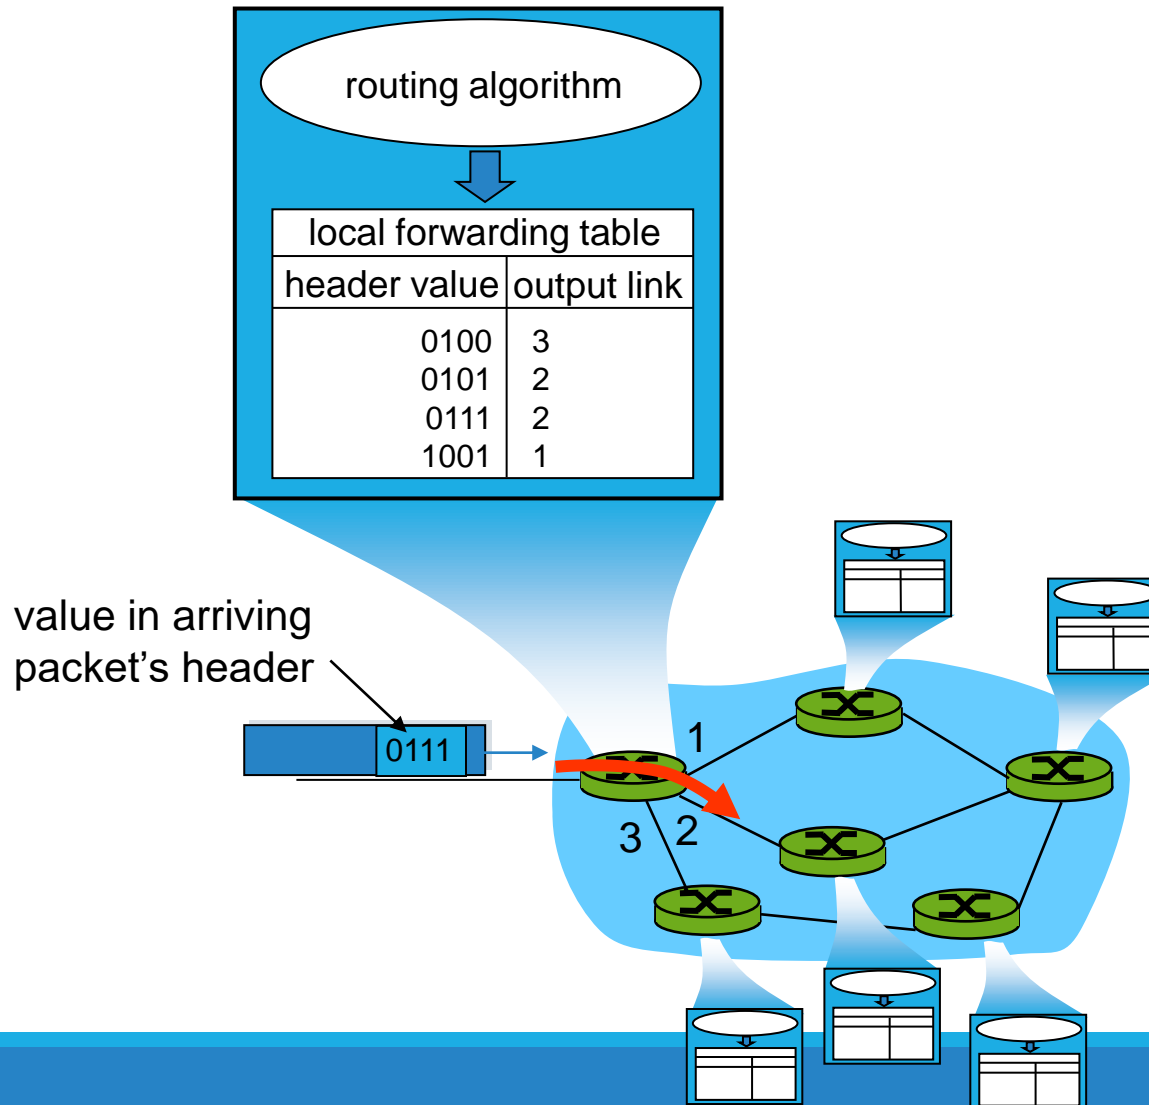 routing algorithm
local forwarding table
header value output link
0100 3
0101 2
0111 2
1001 1
value in arriving
packet's header
0111
1
2
3